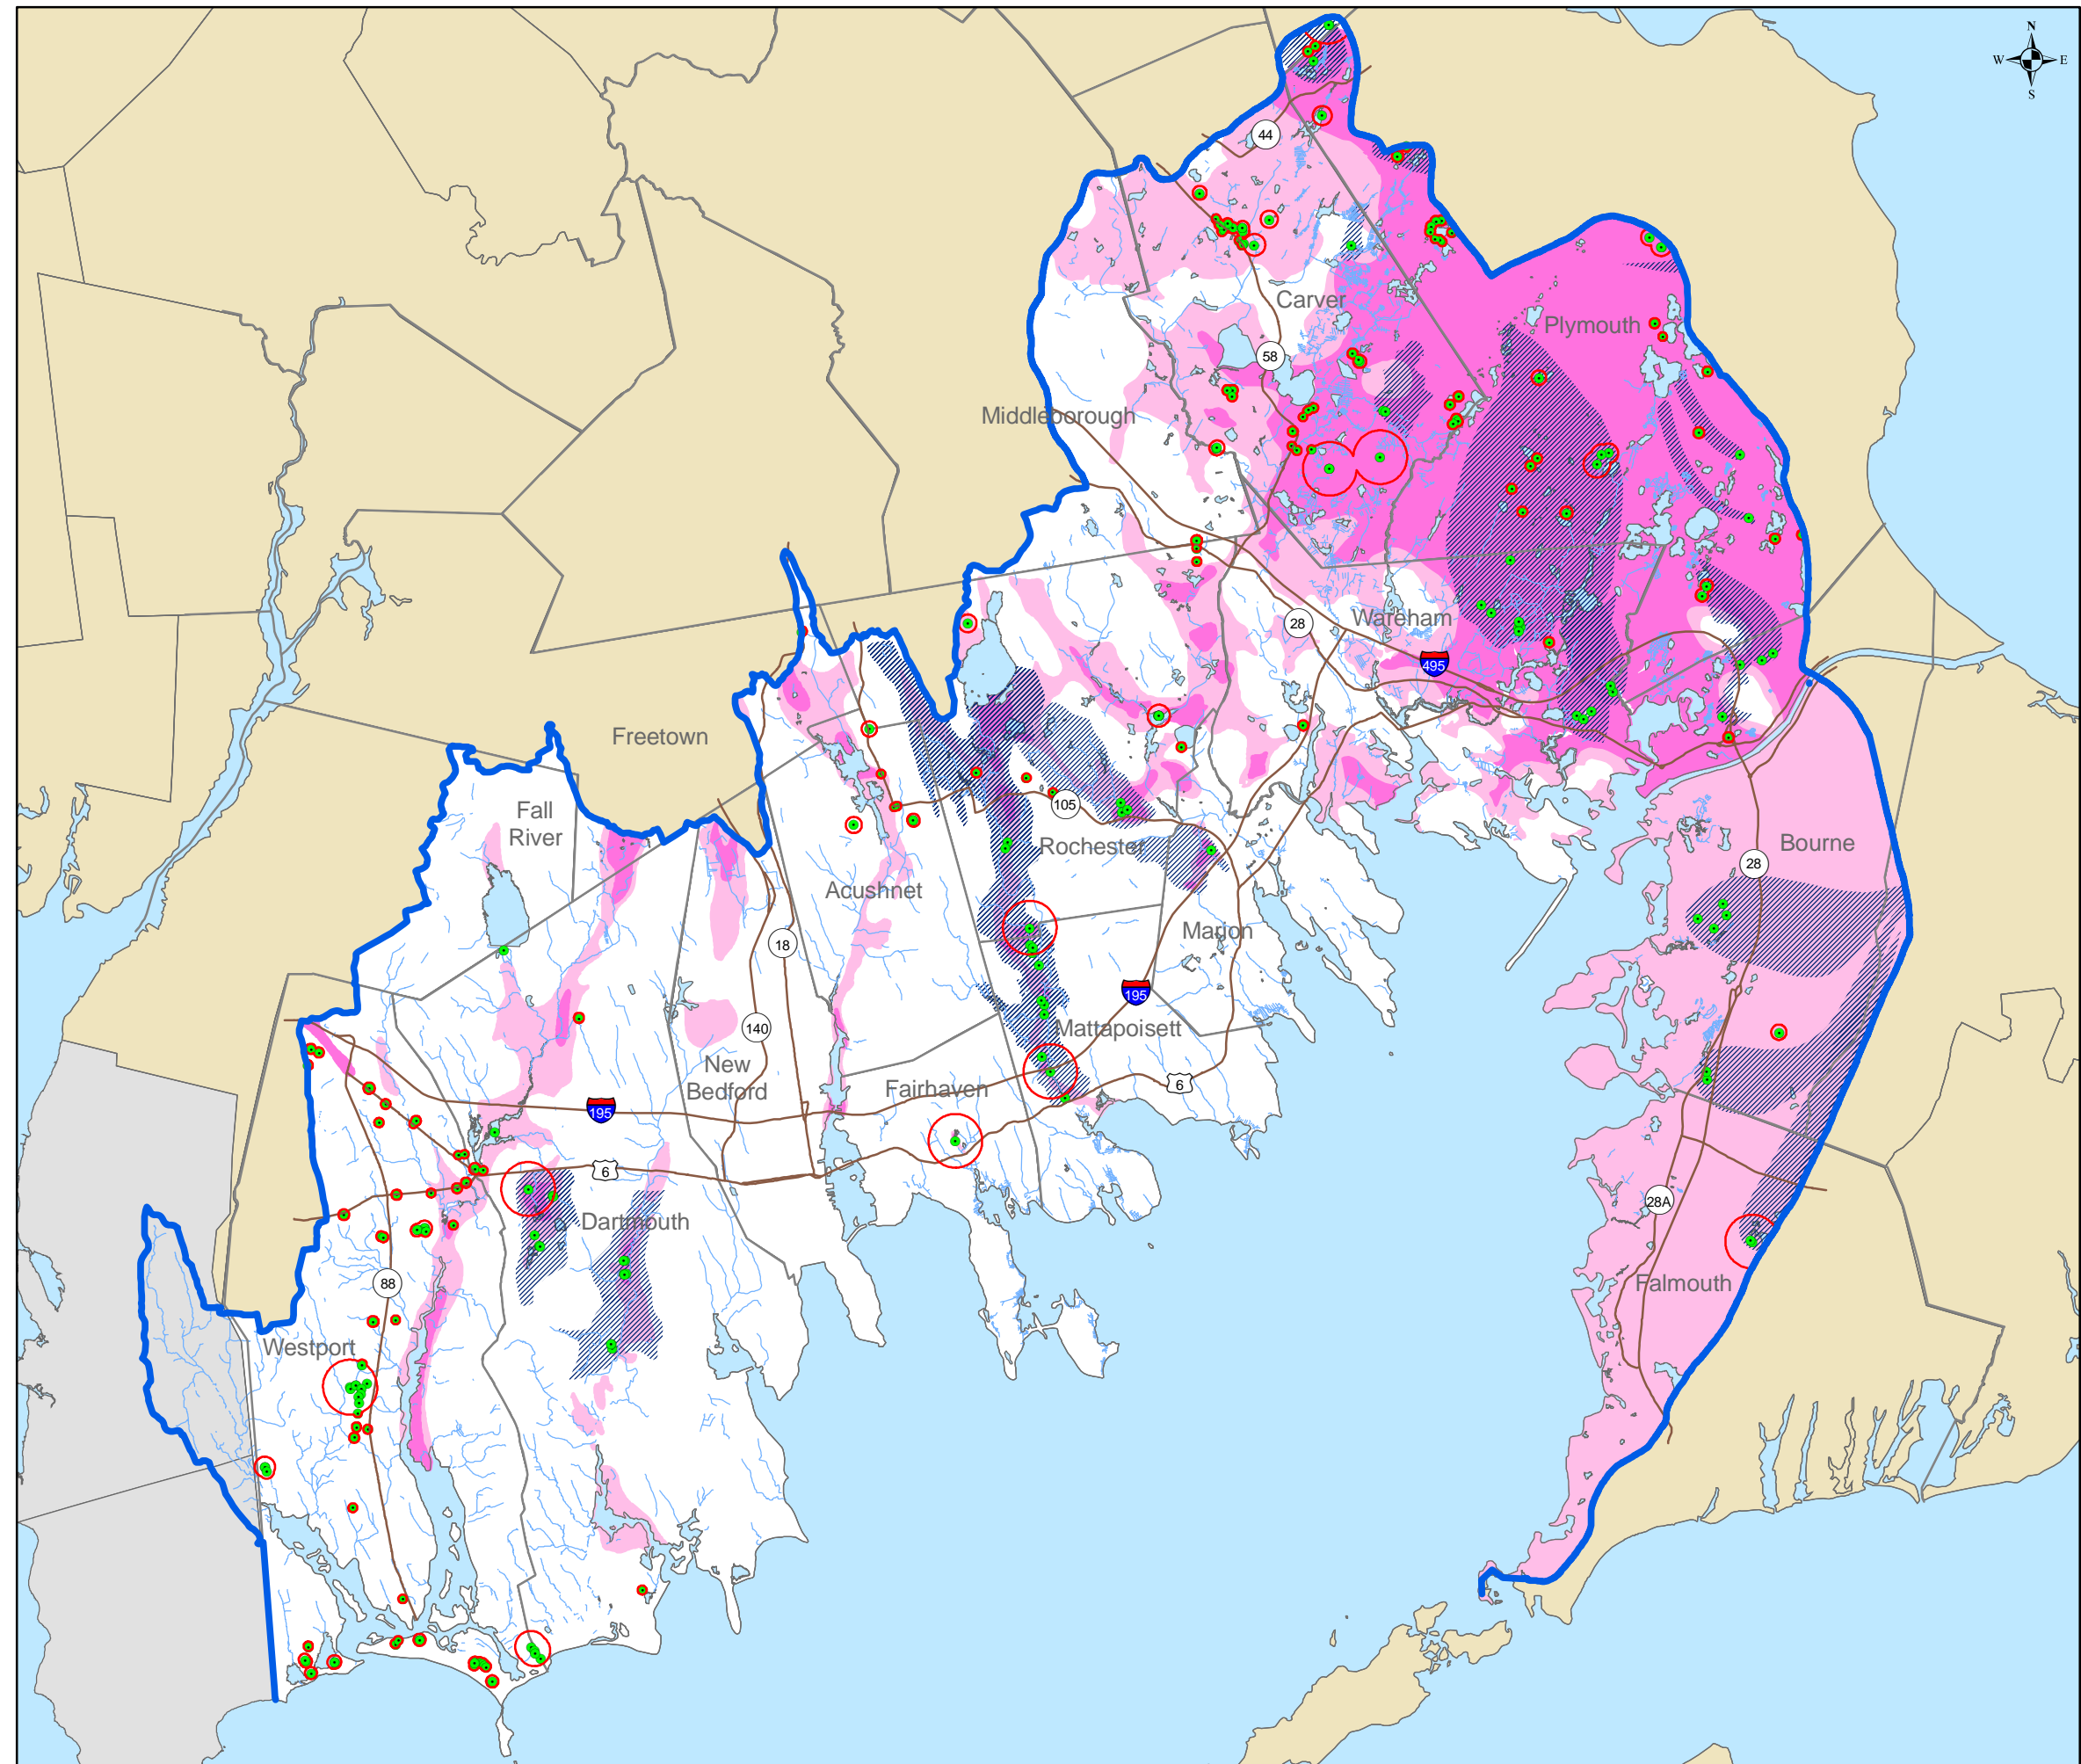 N
W E
S
44
Carver
Plymouth
58
Middleborough
28
Wareham
495
Freetown
Fall
River
105
Rochester
Bourne
28
Acushnet
18
Marion
195
140
Mattapoisett
New
Bedford
Fairhaven
6
195
6
Dartmouth
28A
88
Falmouth
Westport